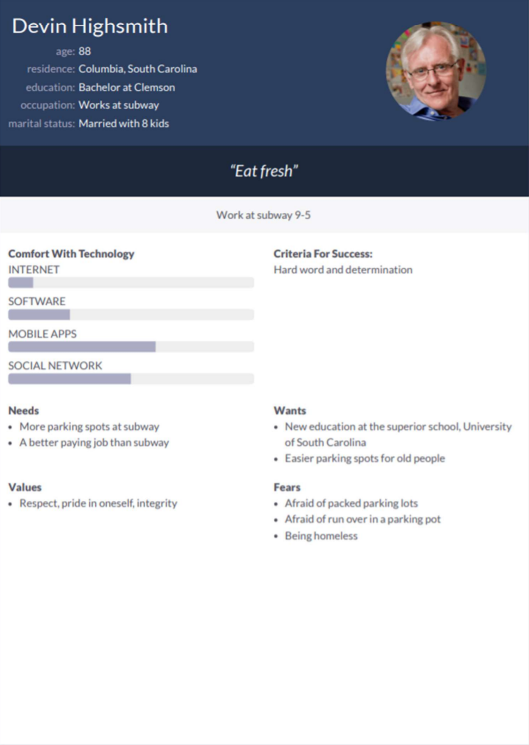 Devin Highsmith
age: 88
residence: Columbia, South Carolina
education: Bachelor at Clemson
occupation: Works at subway
marital status: Married with 8 kids
“Eat fresh”
Work at subway 9-5
Comfort With Technology
INTERNET
SOFTWARE
MOBILE APPS
SOCIAL NETWORK
Criteria For Success:
Hard word and determination
Needs
• More parking spots at subway
• A better paying job than subway
Wants
• New education at the superior school, University
of South Carolina
• Easier parking spots for old people
Values
• Respect, pride in oneself, integrity
Fears
• Afraid of packed parking lots
• Afraid of run over in a parking pot
• Being homeless